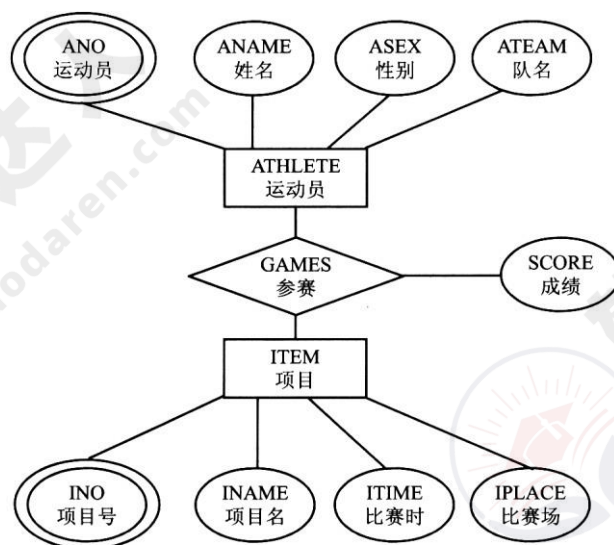 ANO
运动员
ANAME
姓名
ASEX
性别
ATEAM
队名
ATHLETE
运动员
GAMES
参赛
SCORE
成绩
ITEM
项目
INO
项目号
INAME
项目名
ITIME
比赛时
IPLACE
比赛场